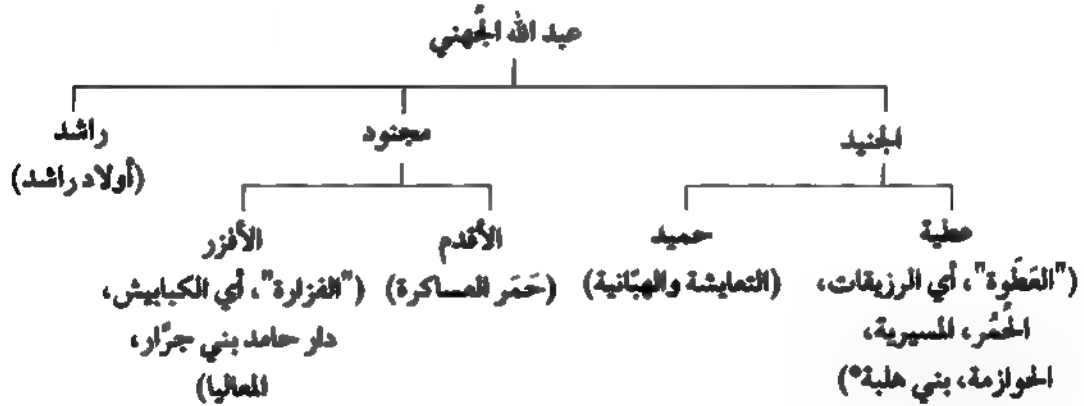 عبد الله الجُهني
الجنيد
مجنود
راشد
(أولاد راشد)
عطية
("العَطَوة"، أي الرزيقات،
الحُمُر، المسيرية،
الحوازمة، بني هلبة*)
حميد
(التعايشة والهبّانية)
الأقدم
(حَمَر العساكرة)
الأفزر
("الفزارة"، أي الكبابيش،
دار حامد بني جرّار،
المعاليا)